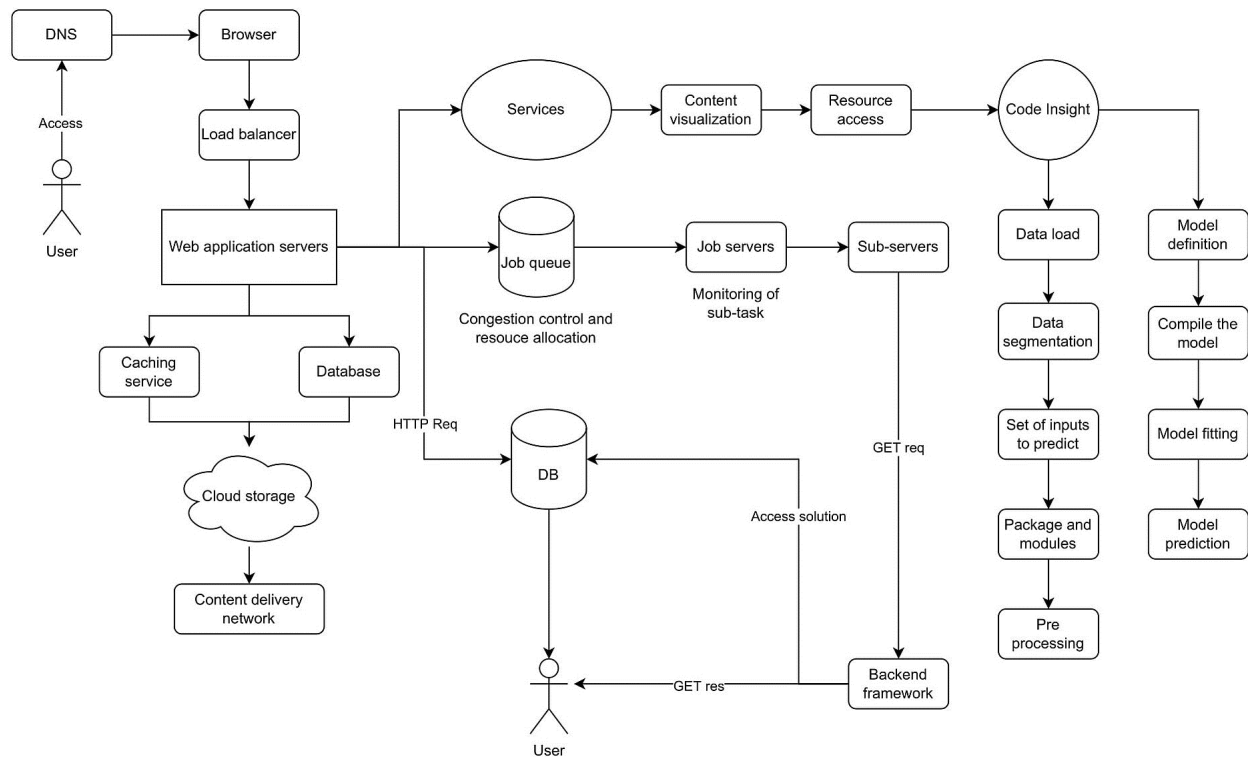 DNS
Browser
Access
User
Load balancer
Web application servers
Caching
service
Database
Cloud storage
Content delivery
network
Services
Content
visualization
Resource
access
Code Insight
Job queue
Congestion control and
resouce allocation
Job servers
Monitoring of
sub-task
Sub-servers
HTTP Req
DB
GET req
Access solution
Backend
framework
GET res
User
Data load
Data
segmentation
Set of inputs
to predict
Package and
modules
Pre
processing
Model
definition
Compile the
model
Model fitting
Model
prediction